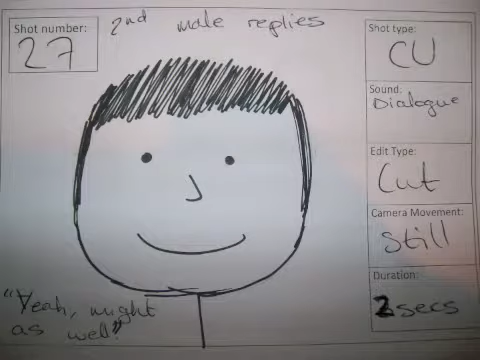 Shot number:
27
2nd male replies
Shot type:
CU
Sound:
Dialogue
Edit Type:
Cut
Camera Movement:
Still
Duration:
2secs
"Yeah, might
as well!"